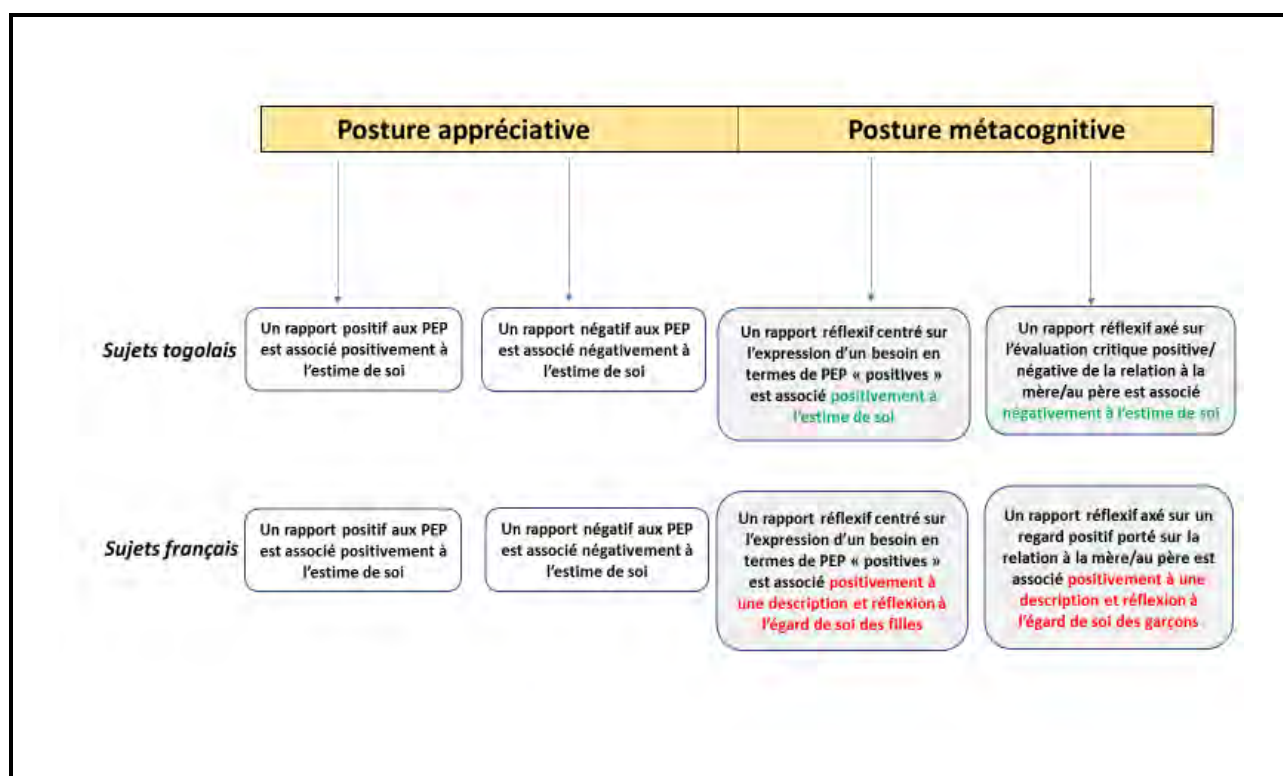 Posture appréciative
Posture métacognitive
Sujets togolais
Un rapport positif aux PEP
est associé positivement à
l'estime de soi
Un rapport négatif aux PEP
est associé négativement à
l'estime de soi
Un rapport réflexif centré sur
l'expression d'un besoin en
termes de PEP « positives »
est associé positivement à
l'estime de soi
Un rapport réflexif axé sur
l'évaluation critique positive/
négative de la relation à la
mère/au père est associé
négativement à l'estime de soi
Sujets français
Un rapport positif aux PEP
est associé positivement à
l'estime de soi
Un rapport négatif aux PEP
est associé négativement à
l'estime de soi
Un rapport réflexif centré sur
l'expression d'un besoin en
termes de PEP « positives »
est associé positivement à
une description et réflexion à
l'égard de soi des filles
Un rapport réflexif axé sur un
regard positif porté sur la
relation à la mère/au père est
associé positivement à une
description et réflexion à
l'égard de soi des garçons